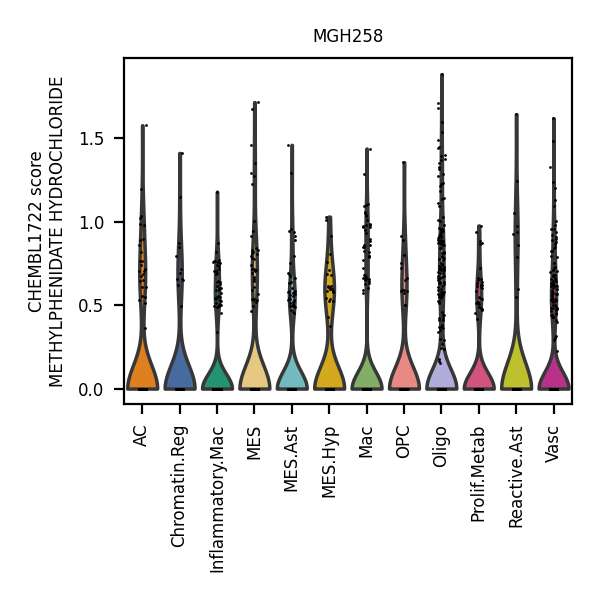 MGH258
CHEMBL1722 score
METHYLPHENIDATE HYDROCHLORIDE
1.5
1.0
0.5
0.0
AC
Chromatin.Reg
Inflammatory.Mac
MES
MES.Ast
MES.Hyp
Mac
OPC
Oligo
Prolif.Metab
Reactive.Ast
Vasc